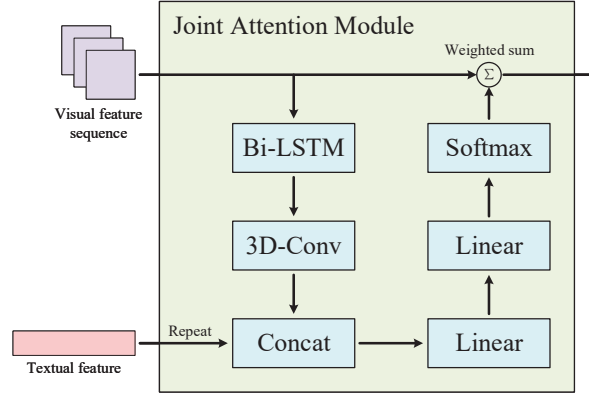 Joint Attention Module
Weighted sum
Σ
Visual feature
sequence
Bi-LSTM
Softmax
3D-Conv
Linear
Repeat
Concat
Linear
Textual feature